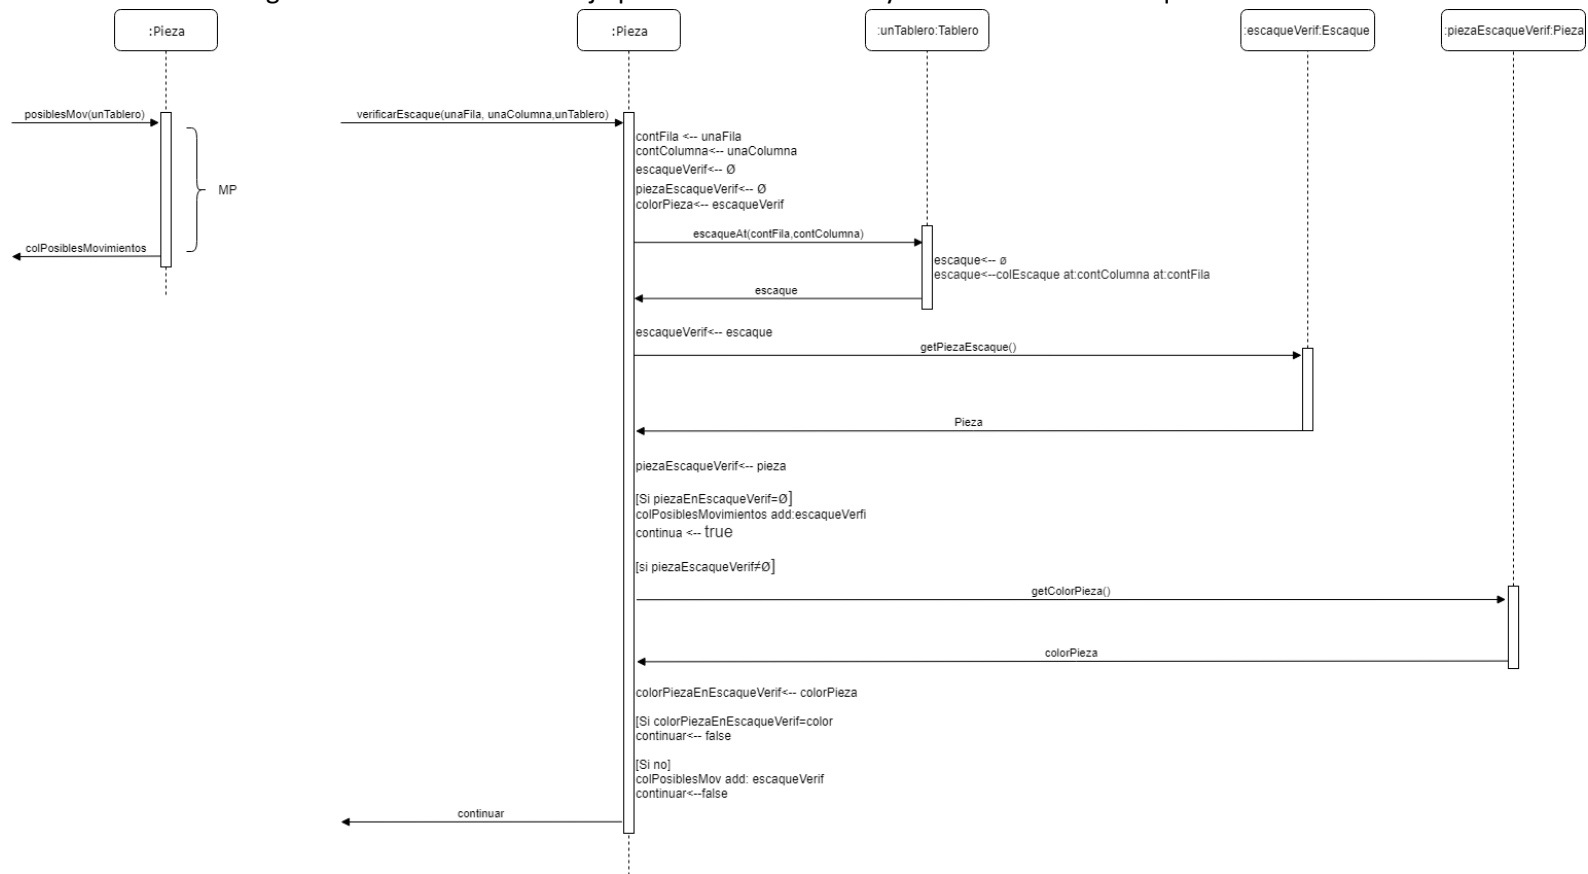 :Pieza
:Pieza
:unTablero:Tablero
:escaqueVerif:Escaque
:piezaEscaqueVerif:Pieza
posiblesMov(unTablero)
MP
colPosiblesMovimientos
verificarEscaque(unaFila, unaColumna,unTablero)
contFila <-- unaFila
contColumna<-- unaColumna
escaqueVerif<-- Ø
piezaEscaqueVerif<-- Ø
colorPieza<-- escaqueVerif
escaqueAt(contFila,contColumna)
escaque<-- ø
escaque<--colEscaque at:contColumna at:contFila
escaque
escaqueVerif<-- escaque
getPiezaEscaque()
Pieza
piezaEscaqueVerif<-- pieza
[Si piezaEnEscaqueVerif=Ø]
colPosiblesMovimientos add:escaqueVerfi
continua <-- true
[si piezaEscaqueVerif≠Ø]
getColorPieza()
colorPieza
colorPiezaEnEscaqueVerif<-- colorPieza
[Si colorPiezaEnEscaqueVerif=color
continuar<-- false
[Si no]
colPosiblesMov add: escaqueVerif
continuar<--false
continuar